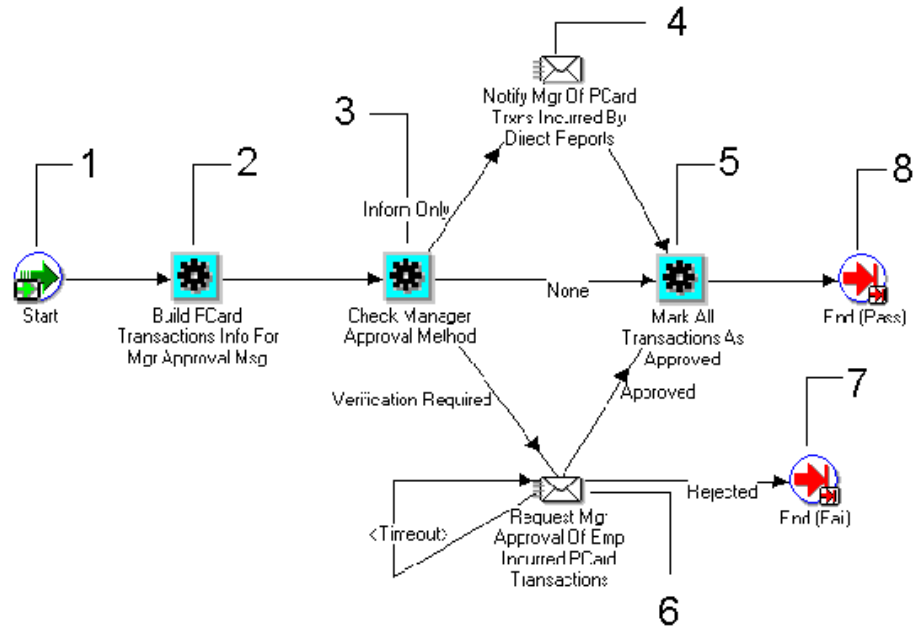 4
Notify Mgr Of PCard
Trxns Incurred By
Direct Reports
3
1
2
5
8
Inform Only
None
Start
Build PCard
Transactions Info For
Mgr Approval Msg
Check Manager
Approval Method
Mark All
Transactions As
Approved
End (Pass)
Verification Required
Approved
7
<Timeout>
Rejected
Request Mgr
Approval Of Emp
Incurred PCard
Transactions
End (Fail)
6